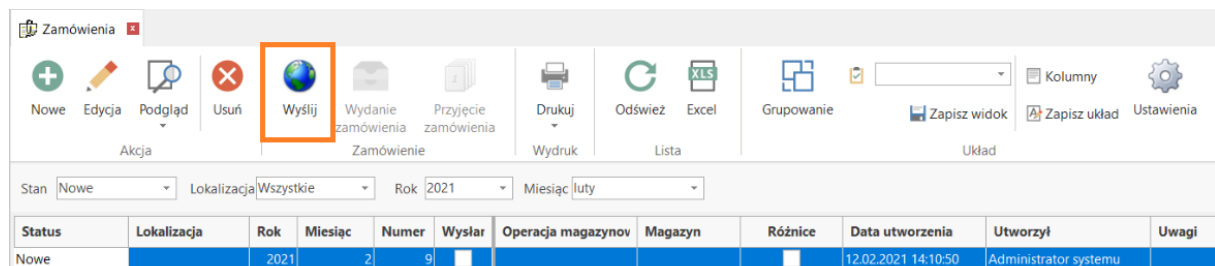 Zamówienia
XLS
Nowe Edycja Podgląd Usuń Wyślij Wydanie zamówienia Przyjęcie zamówienia Drukuj Odśwież Excel Grupowanie Kolumny
Zapisz widok Zapisz układ Ustawienia
Akcja Zamówienie Wydruk Lista Układ
Stan Nowe Lokalizacja Wszystkie Rok 2021 Miesiąc luty
Status Lokalizacja Rok Miesiąc Numer Wysłar Operacja magazynov Magazyn Różnice Data utworzenia Utworzył Uwagi
Nowe 2021 2 9 12.02.2021 14:10:50 Administrator systemu